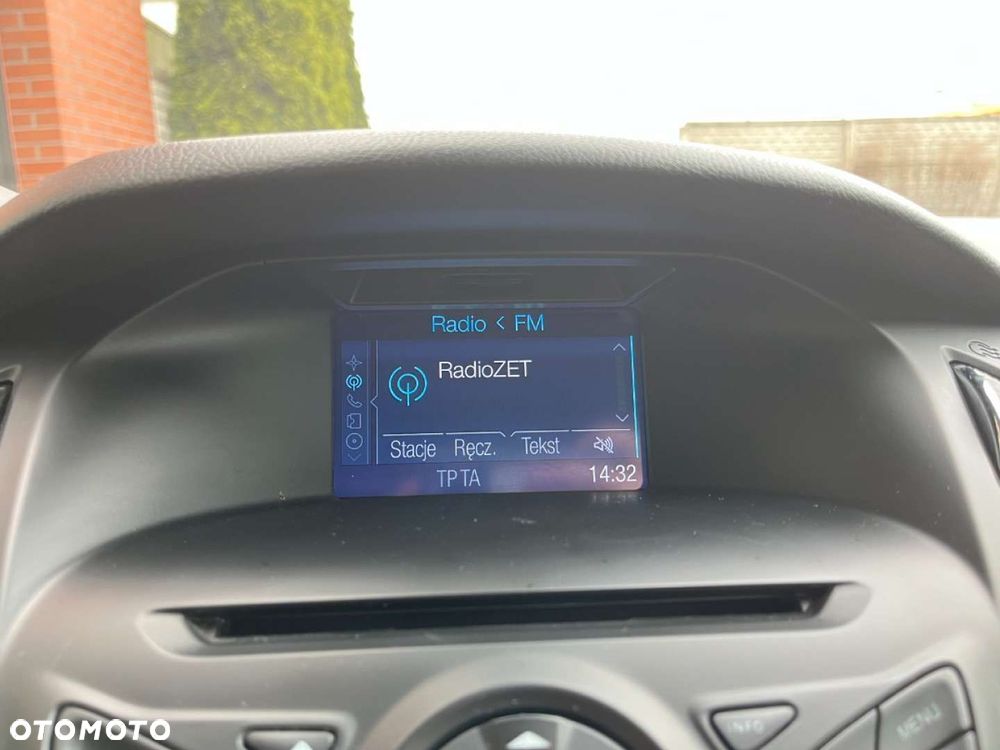 Radio < FM
RadioZET
Stacje Ręcz. Tekst
TP TA 14:32
INFO MENU
OTOMOTO